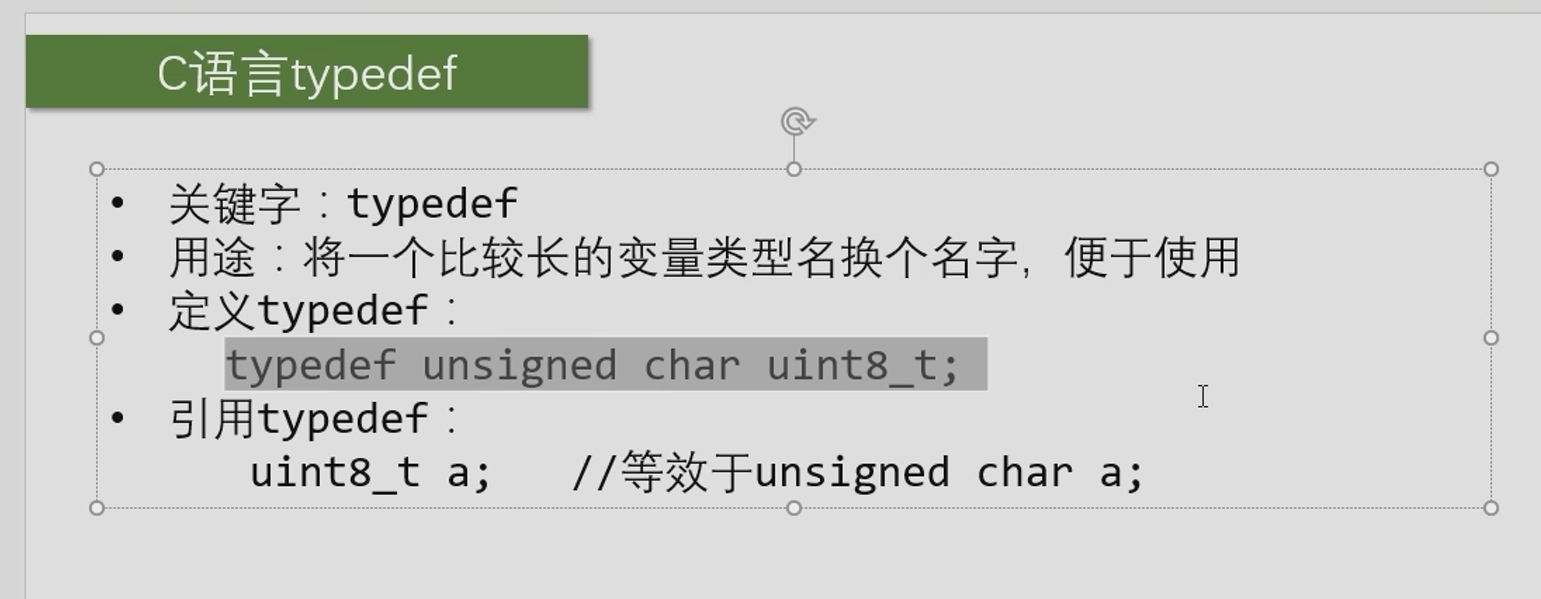 C语言typedef
• 关键字：typedef
• 用途：将一个比较长的变量类型名换个名字，便于使用
• 定义typedef：
typedef unsigned char uint8_t;
• 引用typedef：
uint8_t a; //等效于unsigned char a;